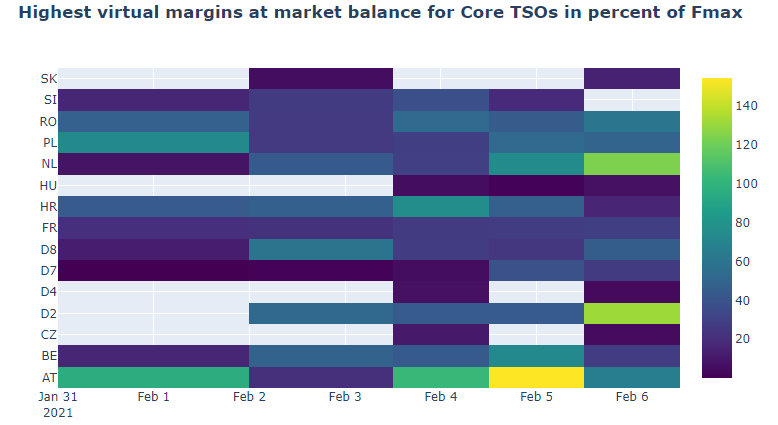 Highest virtual margins at market balance for Core TSOs in percent of Fmax
SK
SI
RO
PL
NL
HU
HR
FR
D8
D7
D4
D2
CZ
BE
AT
Jan 31
2021
Feb 1
Feb 2
Feb 3
Feb 4
Feb 5
Feb 6
140
120
100
80
60
40
20